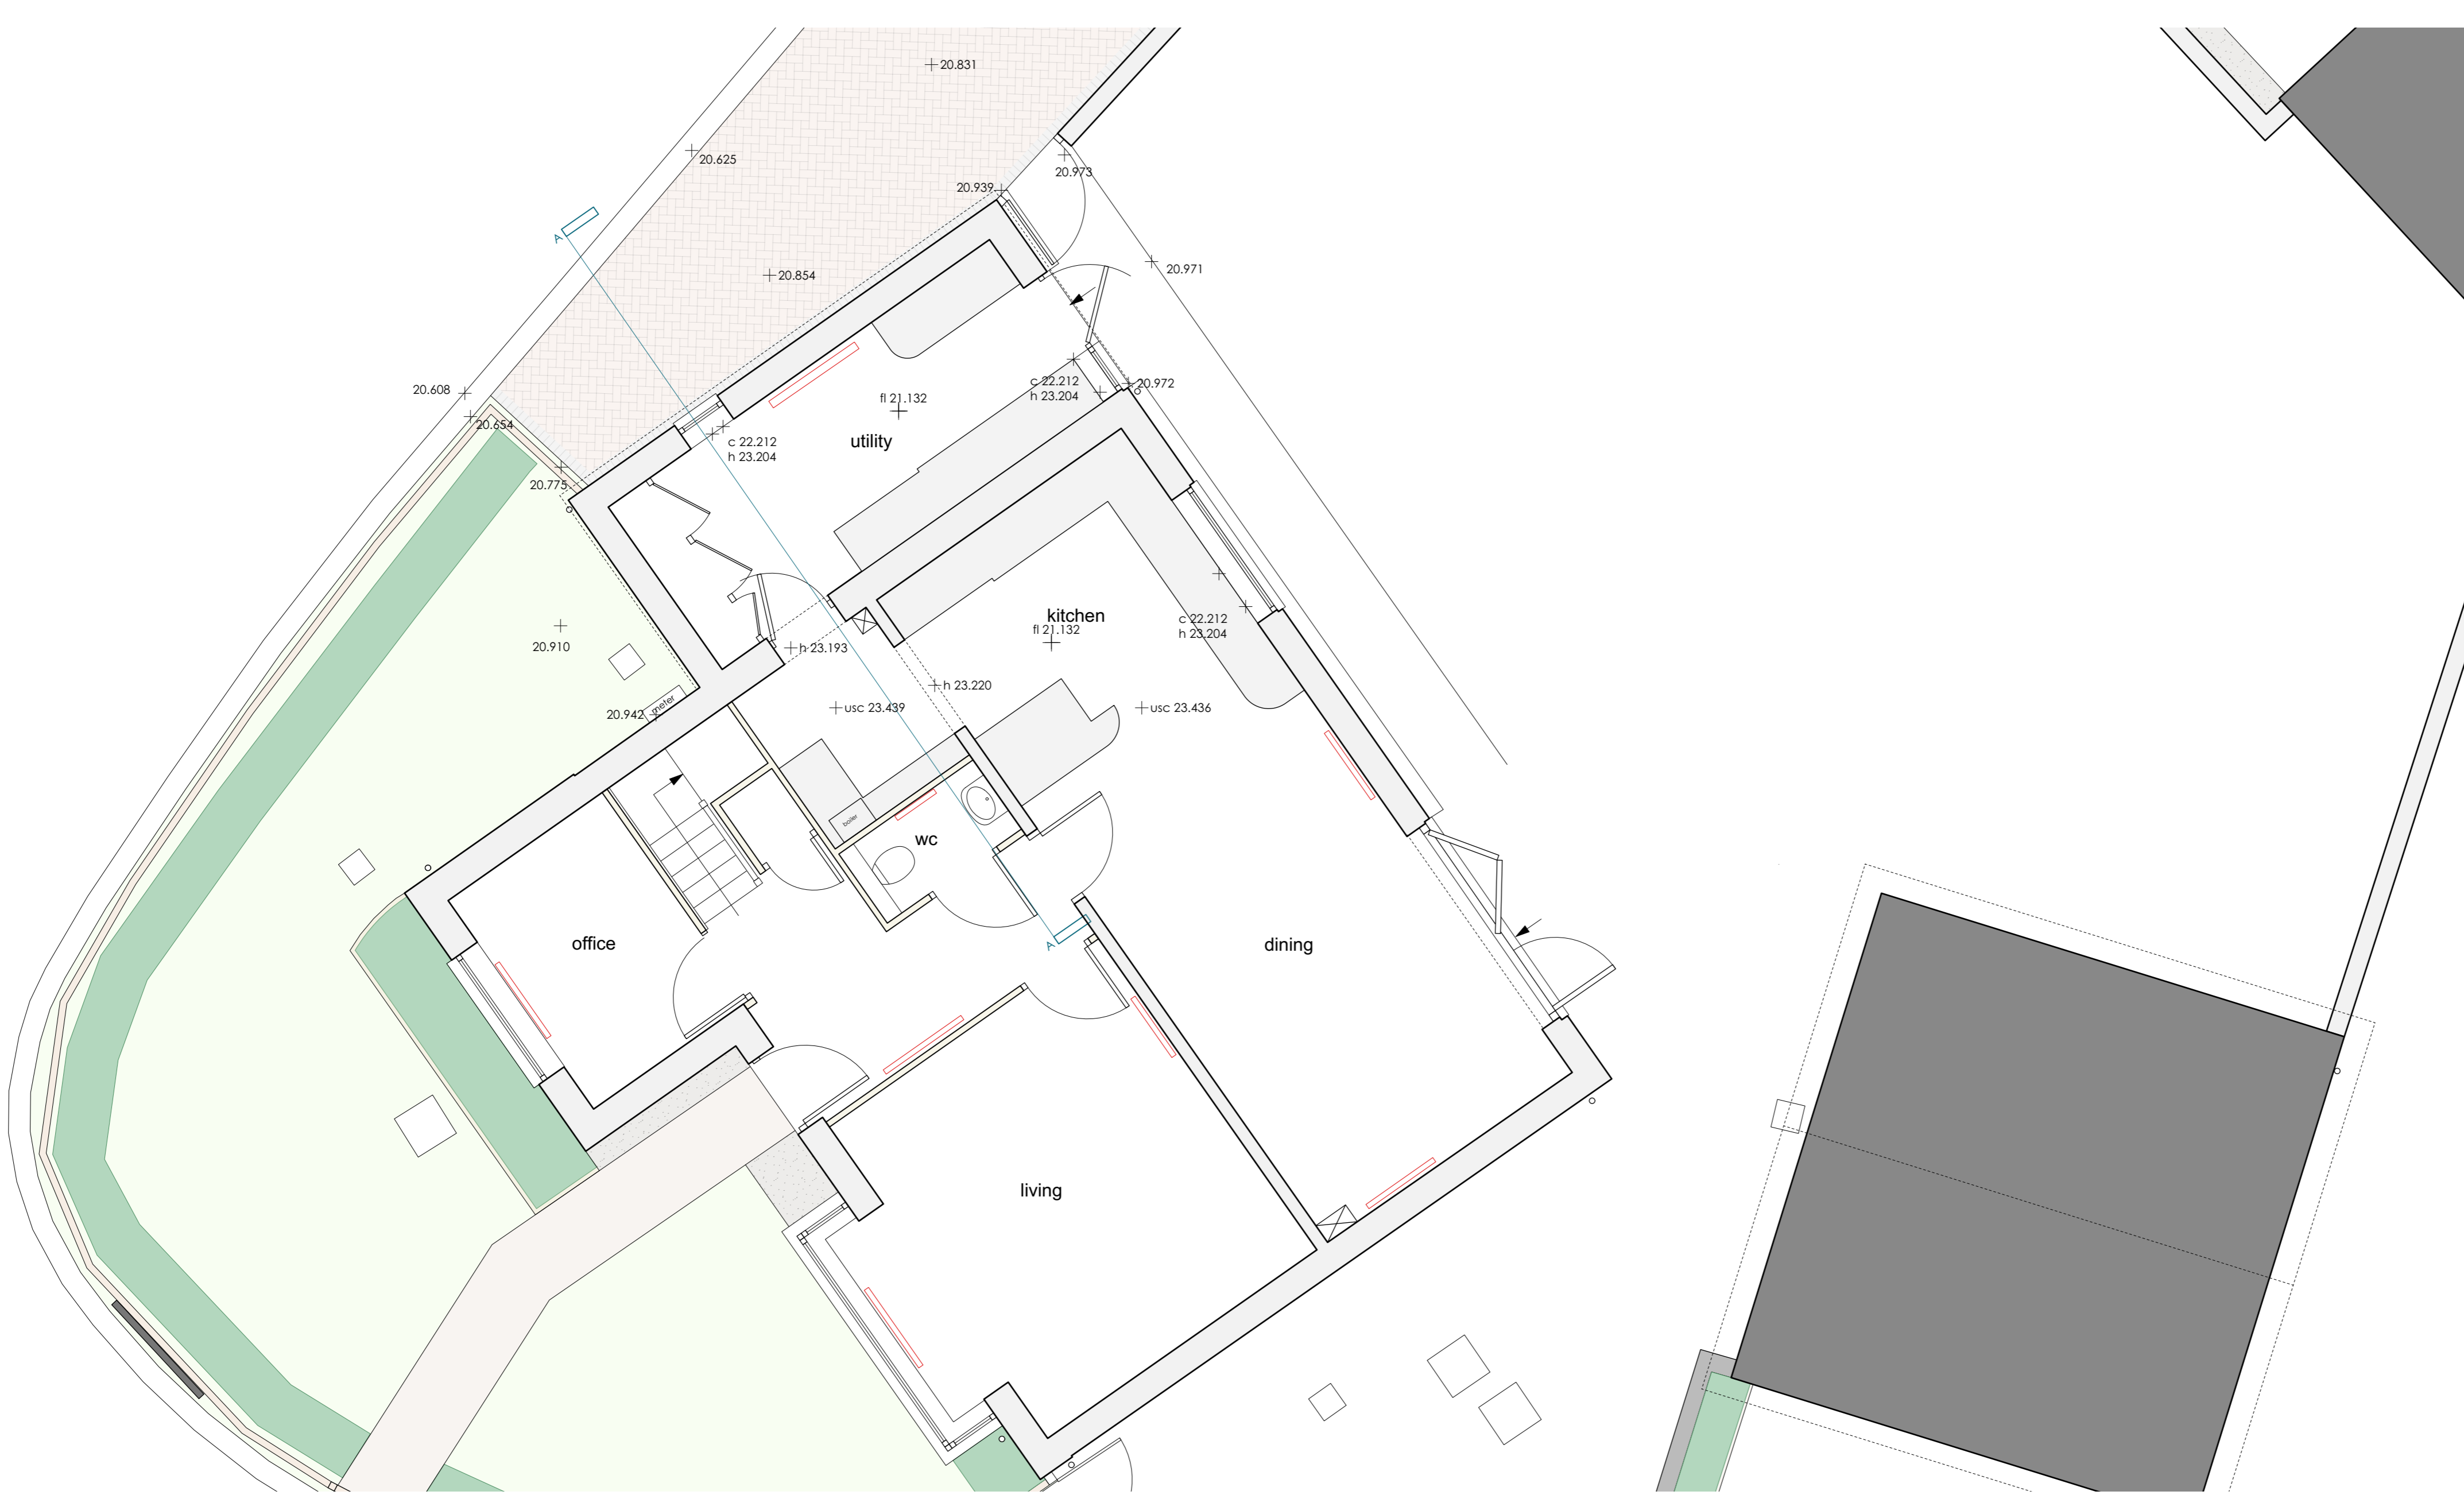 20.831
20.625
20.973
20.939
A
20.971
20.854
c 22.212
h 23.204
20.972
20.608
fl 21.132
20.654
utility
c 22.212
h 23.204
20.775
kitchen
fl 21.132
c 22.212
h 23.204
20.910
h 23.193
h 23.220
meter
20.942
usc 23.439
usc 23.436
boiler
wc
office
A
dining
living